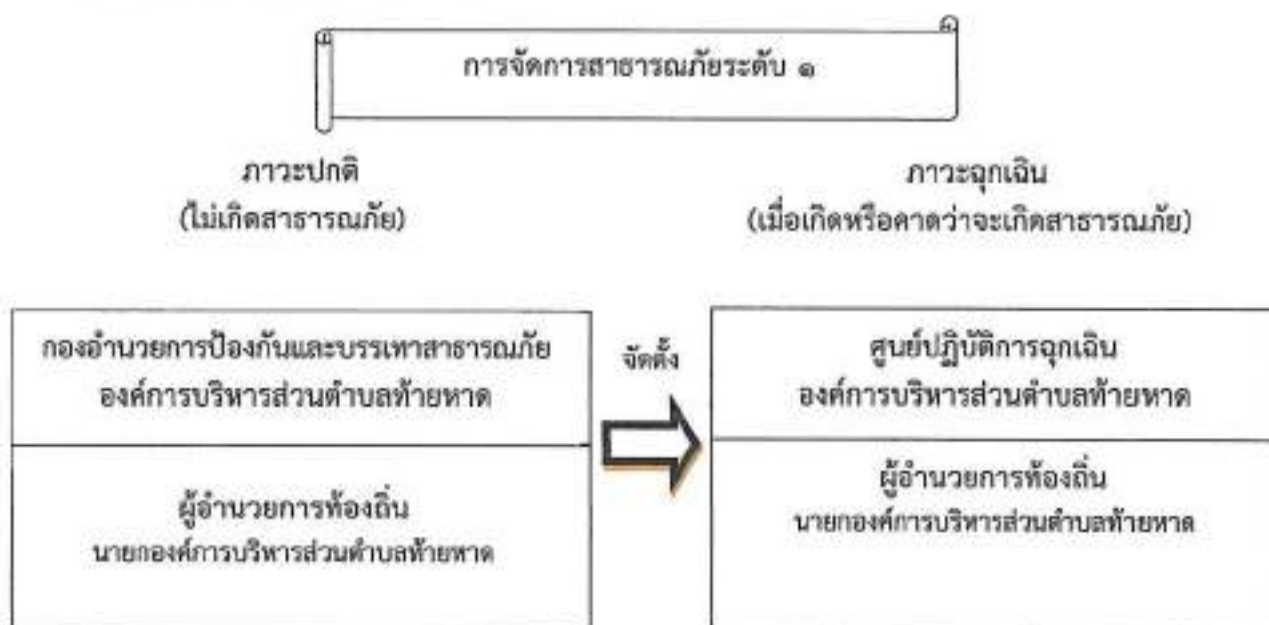 การจัดการสาธารณภัยระดับ ๑
ภาวะปกติ
(ไม่เกิดสาธารณภัย)
ภาวะฉุกเฉิน
(เมื่อเกิดหรือคาดว่าจะเกิดสาธารณภัย)
กองอำนวยการป้องกันและบรรเทาสาธารณภัย
องค์การบริหารส่วนตำบลท้ายหาด
ผู้อำนวยการท้องถิ่น
นายกองค์การบริหารส่วนตำบลท้ายหาด
จัดตั้ง
ศูนย์ปฏิบัติการฉุกเฉิน
องค์การบริหารส่วนตำบลท้ายหาด
ผู้อำนวยการท้องถิ่น
นายกองค์การบริหารส่วนตำบลท้ายหาด